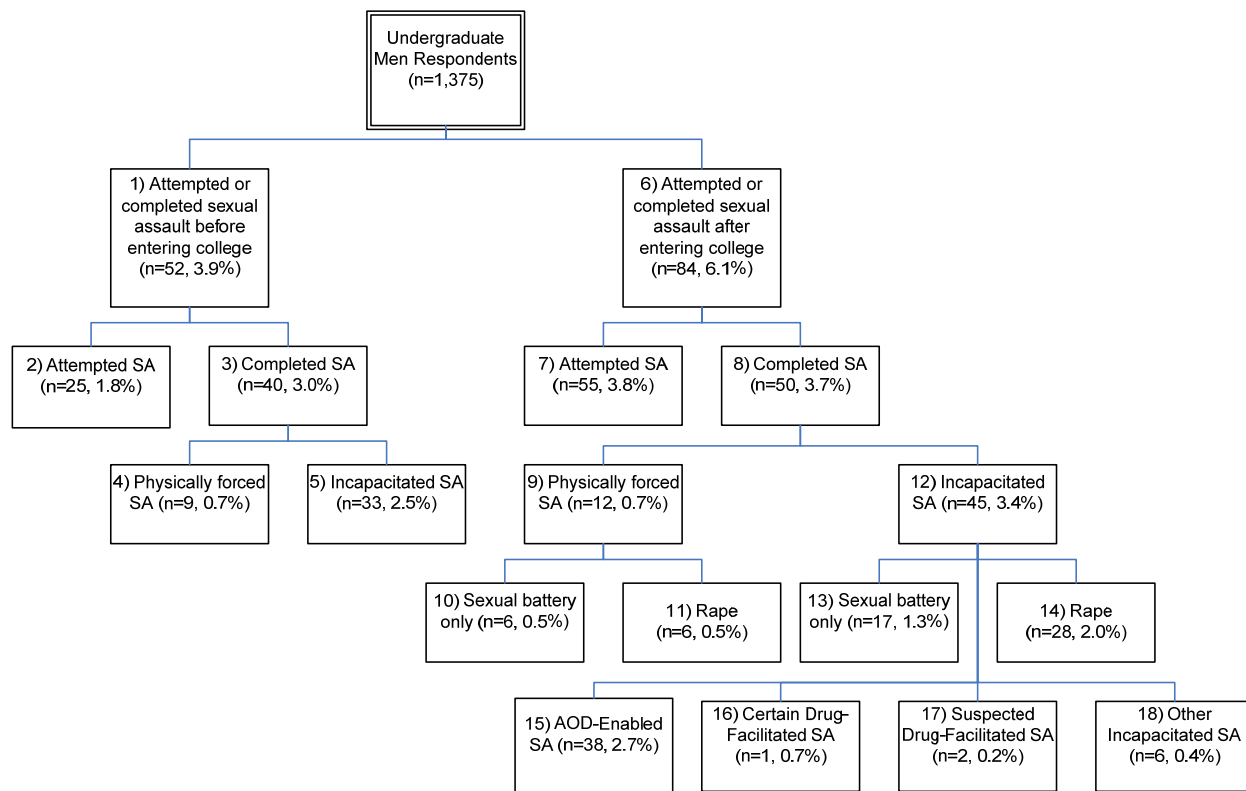 Undergraduate
Men Respondents
(n=1,375)
1) Attempted or
completed sexual
assault before
entering college
(n=52, 3.9%)
6) Attempted or
completed sexual
assault after
entering college
(n=84, 6.1%)
2) Attempted SA
(n=25, 1.8%)
3) Completed SA
(n=40, 3.0%)
7) Attempted SA
(n=55, 3.8%)
8) Completed SA
(n=50, 3.7%)
4) Physically forced
SA (n=9, 0.7%)
5) Incapacitated SA
(n=33, 2.5%)
9) Physically forced
SA (n=12, 0.7%)
12) Incapacitated
SA (n=45, 3.4%)
10) Sexual battery
only (n=6, 0.5%)
11) Rape
(n=6, 0.5%)
13) Sexual battery
only (n=17, 1.3%)
14) Rape
(n=28, 2.0%)
15) AOD-Enabled
SA (n=38, 2.7%)
16) Certain Drug-
Facilitated SA
(n=1, 0.7%)
17) Suspected
Drug-Facilitated SA
(n=2, 0.2%)
18) Other
Incapacitated SA
(n=6, 0.4%)